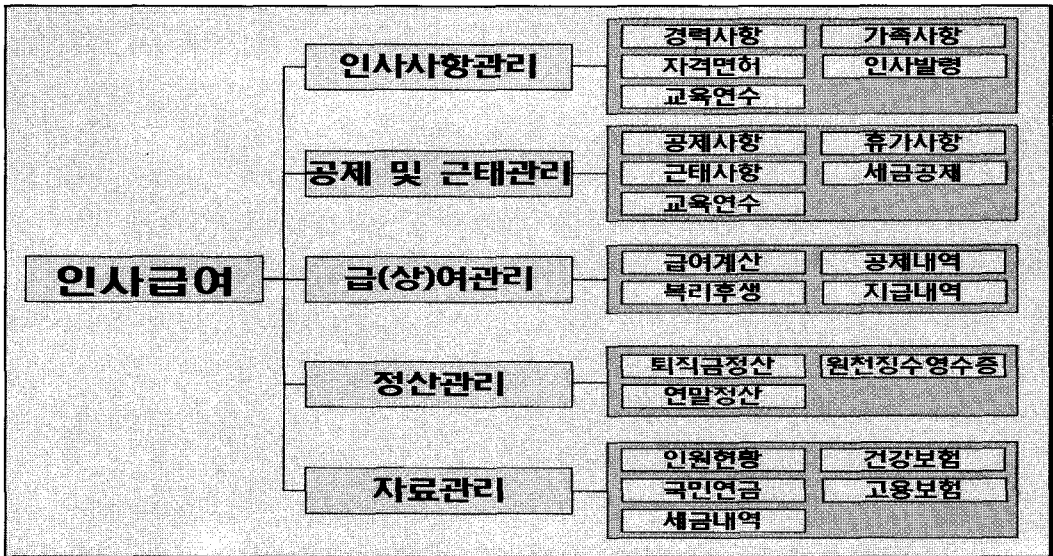 인사급여
인사사항관리
경력사항 가족사항
자격면허 인사발령
교육연수
공제 및 근태관리
공제사항 휴가사항
근태사항 세금공제
교육연수
급(상)여관리
급여계산 공제내역
복리후생 지급내역
정산관리
퇴직금정산 원천징수영수증
연말정산
자료관리
인원현황 건강보험
국민연금 고용보험
세금내역